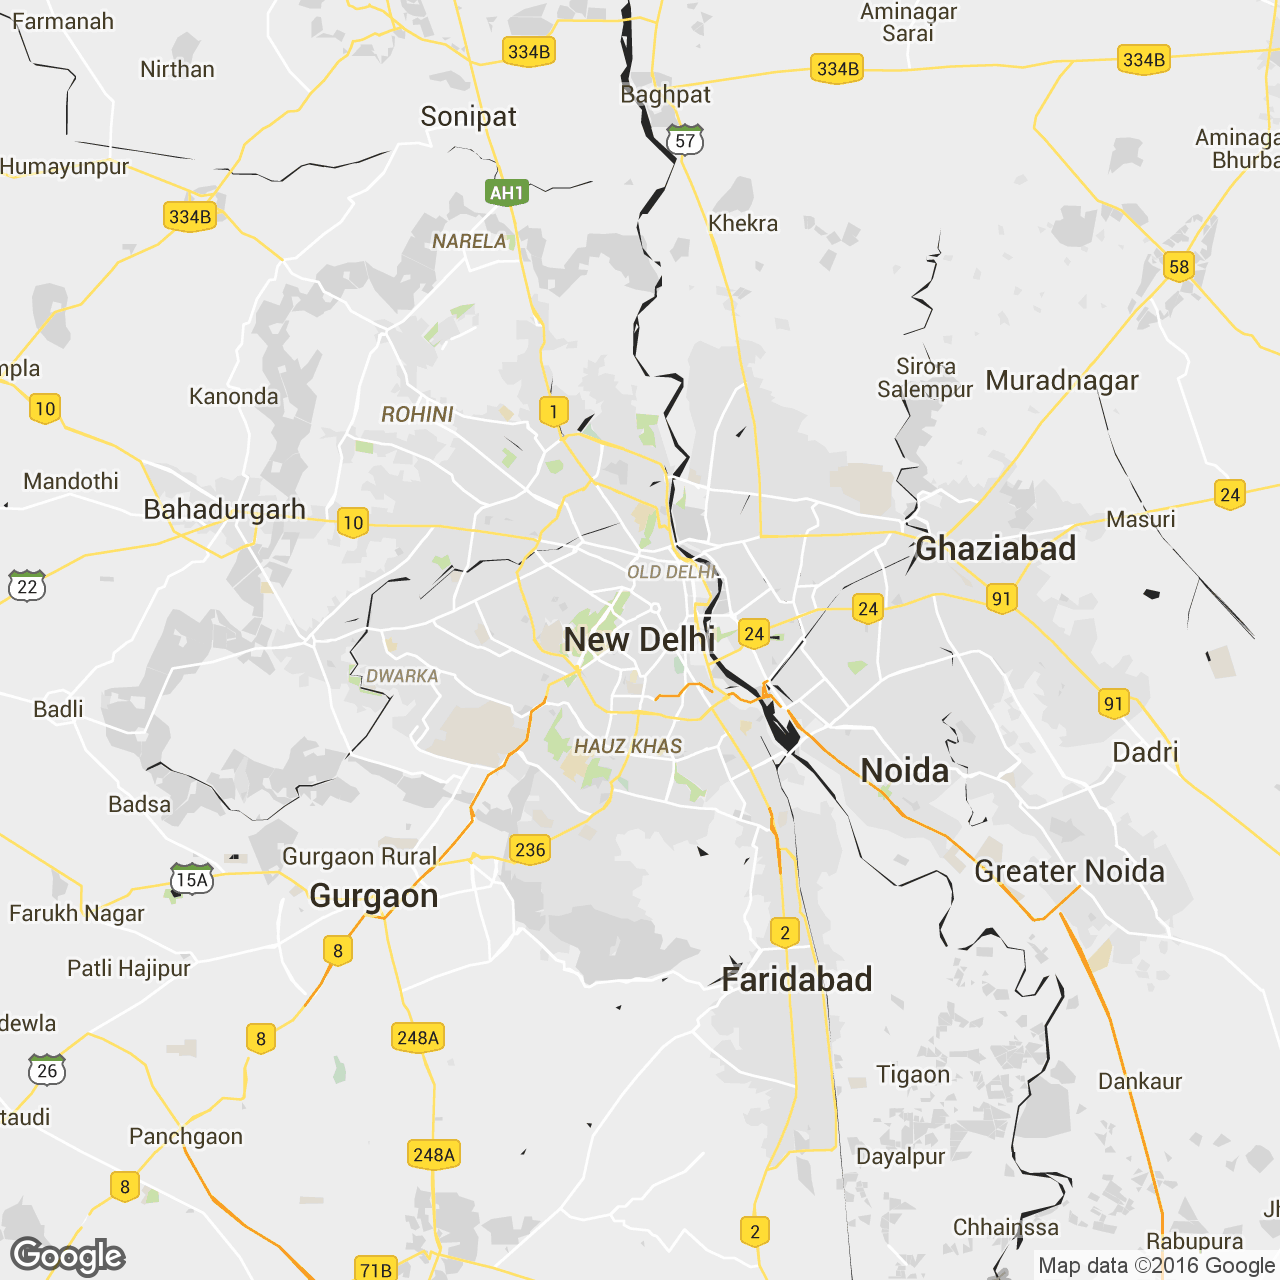 Farmanah
Aminagar
Sarai
334B
334B
334B
Nirthan
Baghpat
Sonipat
57
Aminaga
Bhurba
Humayunpur
AH1
334B
Khekra
NARELA
58
Sirora
Salempur
mpla
Muradnagar
Kanonda
10
ROHINI
1
Mandothi
24
Bahadurgarh
10
Masuri
Ghaziabad
OLD DELHI
22
91
24
New Delhi
24
DWARKA
Badli
91
HAUZ KHAS
Dadri
Noida
Badsa
236
Gurgaon Rural
15A
Greater Noida
Gurgaon
Farukh Nagar
2
8
Patli Hajipur
Faridabad
dewla
8
248A
26
Tigaon
Dankaur
taudi
Panchgaon
248A
Dayalpur
8
Jh
2
Chhainssa
Rabupura
71B
Google
Map data ©2016 Google